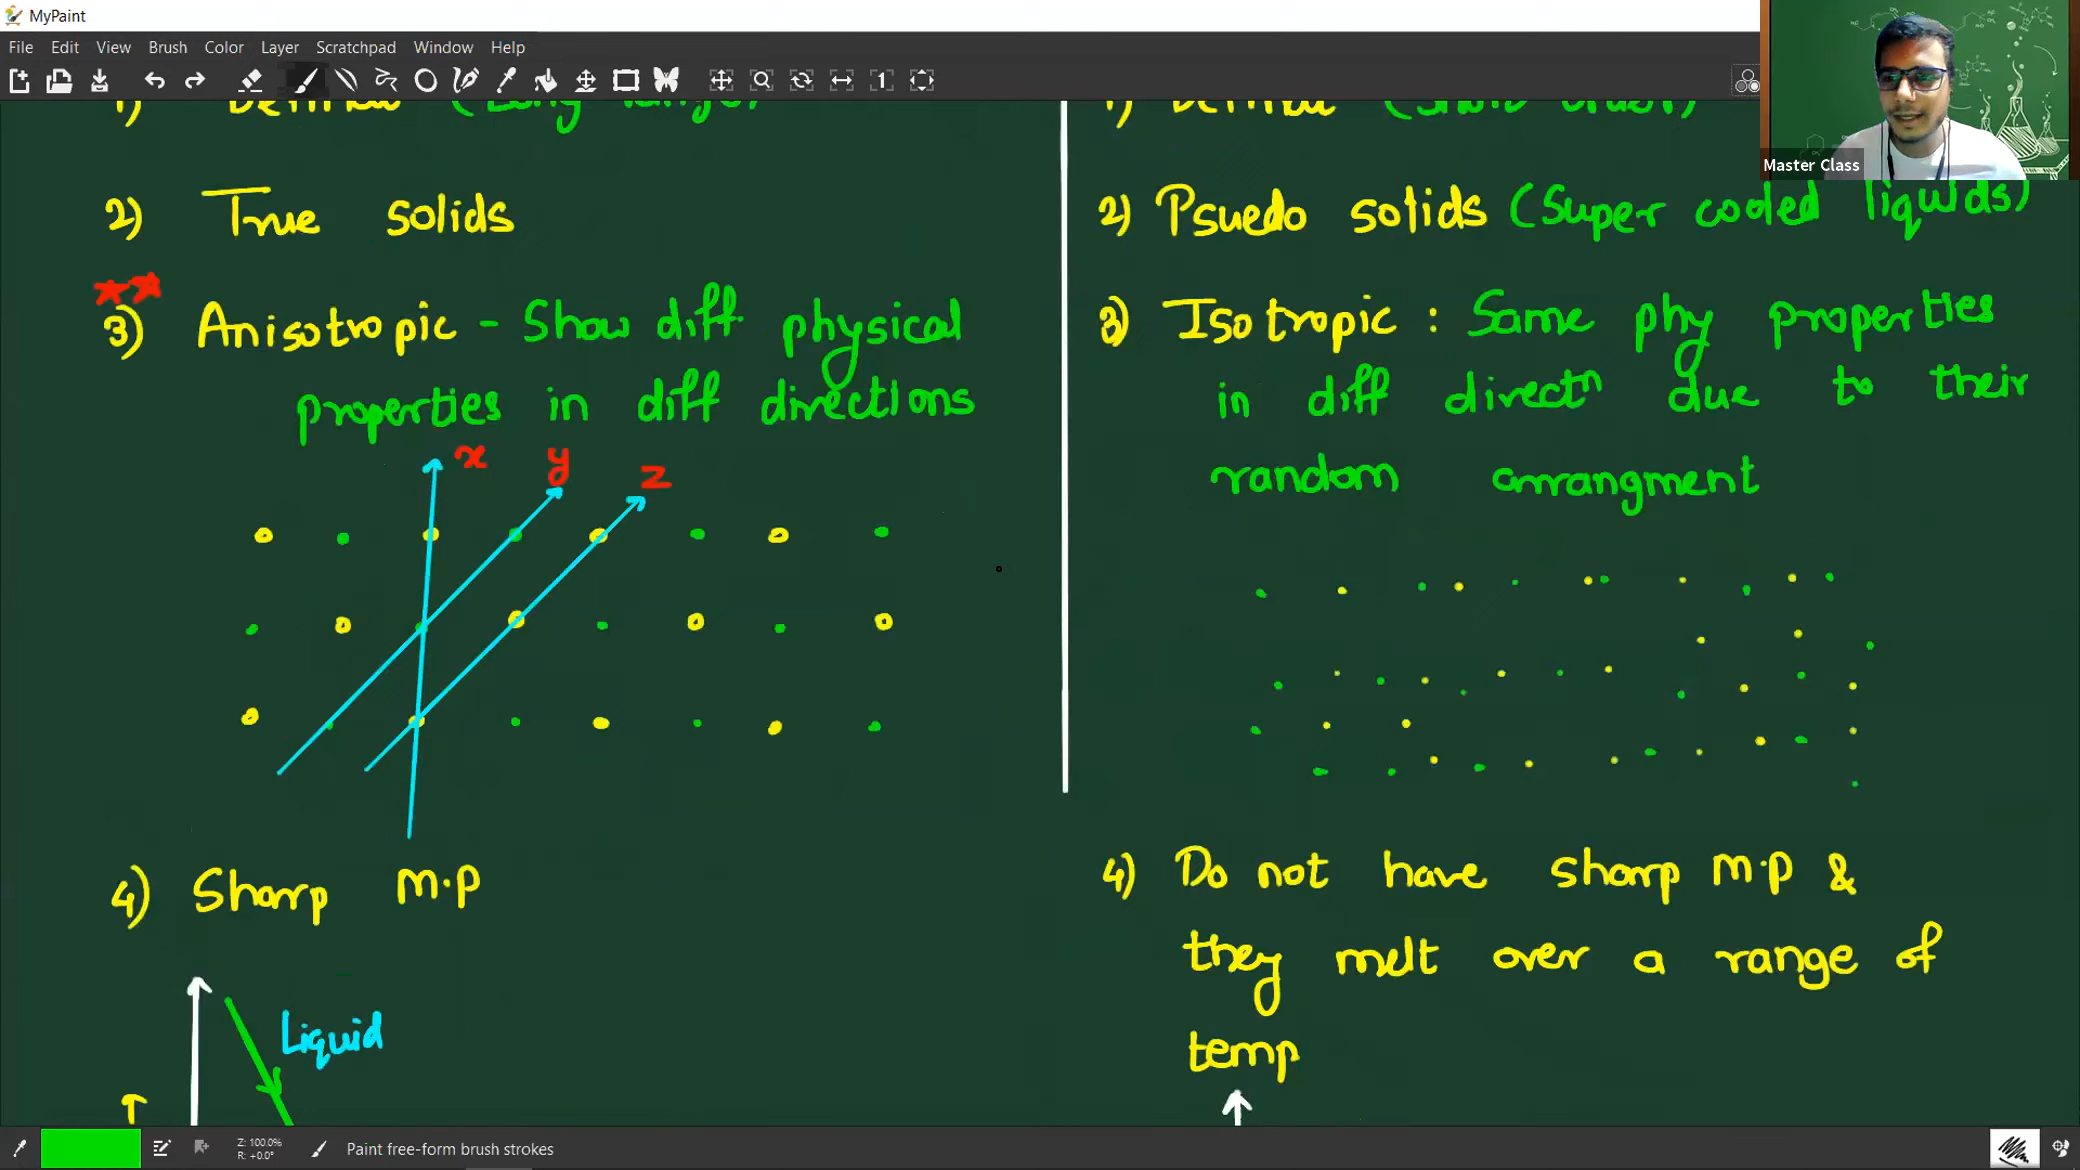 MyPaint
File Edit View Brush Color Layer Scratchpad Window Help
Master Class
2) True solids
3) Anisotropic - Show diff physical
properties in diff directions
x y z
4) Sharp m.p
Liquid
T
2) Psuedo solids (Super cooled liquids)
3) Isotropic : Same phy properties
in diff directn due to their
random arrangment
4) Do not have sharp m.p &
they melt over a range of
temp
Z: 100.0%
R: +0.0°
Paint free-form brush strokes